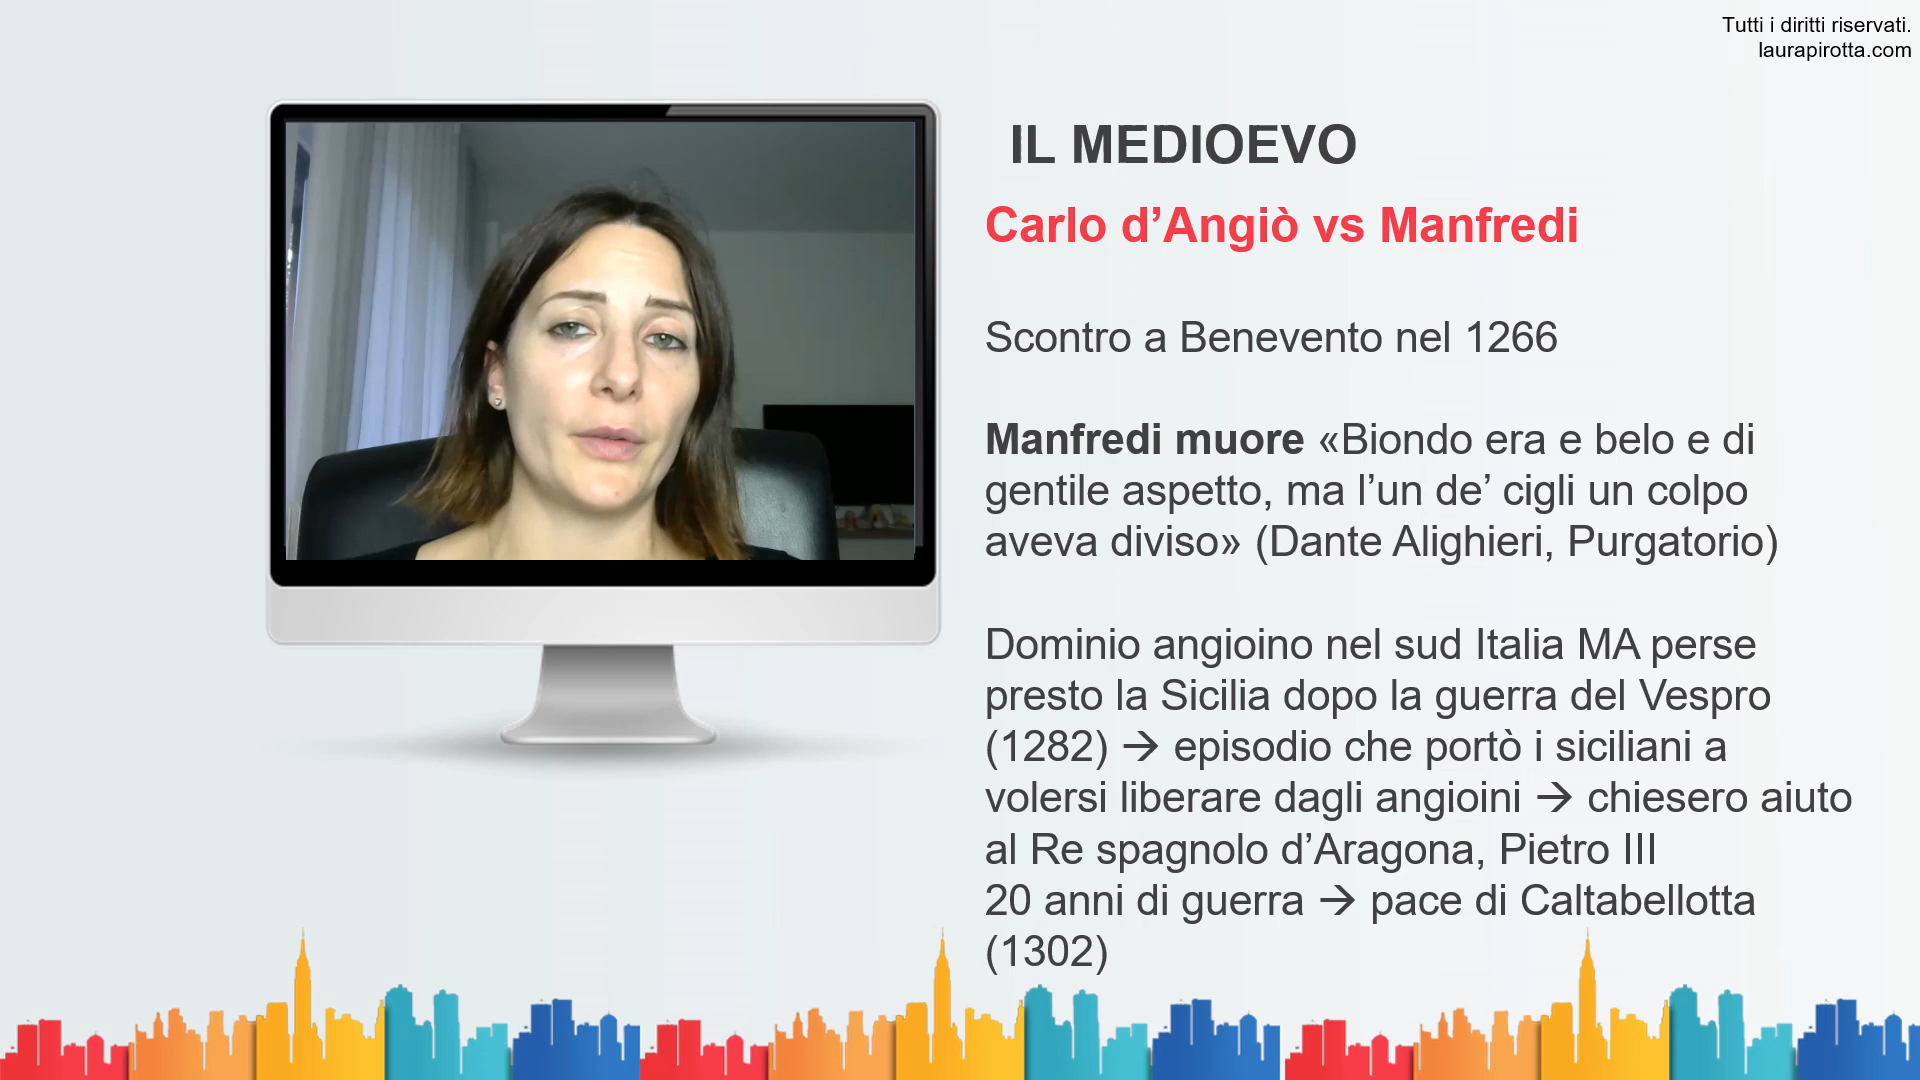 Tutti i diritti riservati.
laurapirotta.com
IL MEDIOEVO
Carlo d’Angiò vs Manfredi
Scontro a Benevento nel 1266
Manfredi muore «Biondo era e belo e di
gentile aspetto, ma l’un de’ cigli un colpo
aveva diviso» (Dante Alighieri, Purgatorio)
Dominio angioino nel sud Italia MA perse
presto la Sicilia dopo la guerra del Vespro
(1282) → episodio che portò i siciliani a
volersi liberare dagli angioini → chiesero aiuto
al Re spagnolo d’Aragona, Pietro III
20 anni di guerra → pace di Caltabellotta
(1302)